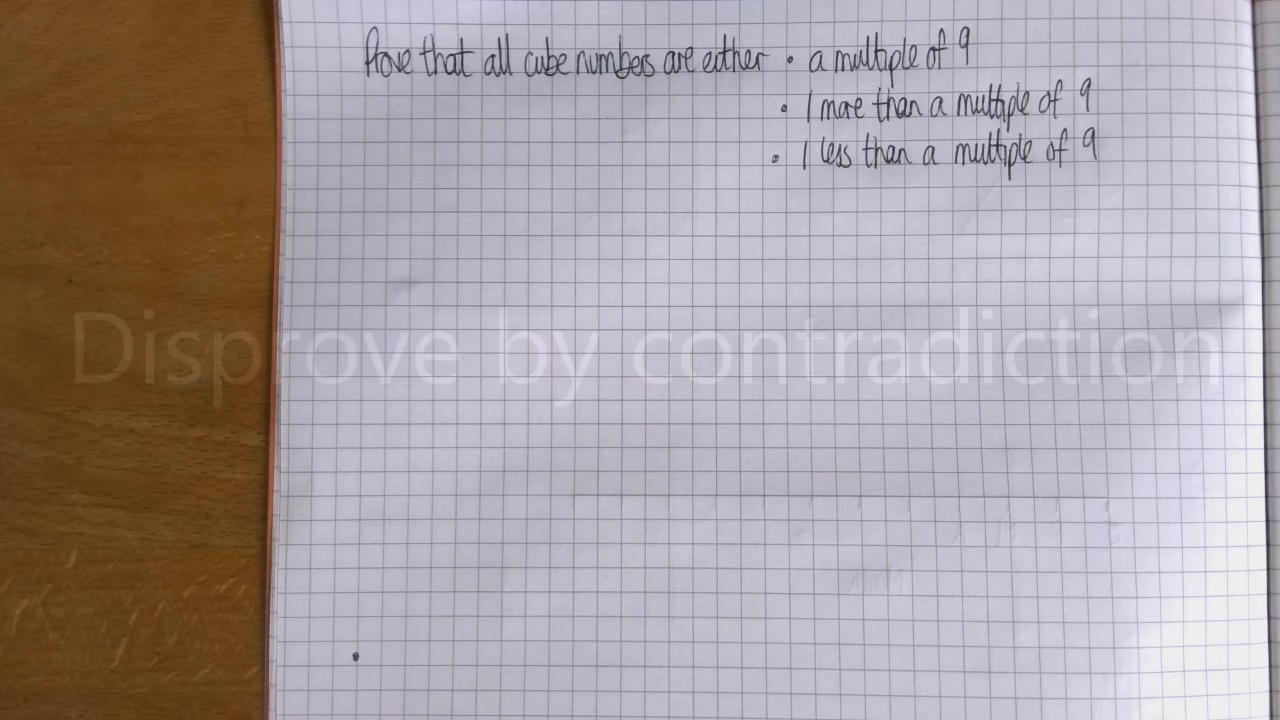 Prove that all cube numbers are either • a multiple of 9
• 1 more than a multiple of 9
• 1 less than a multiple of 9
Disprove by contradiction